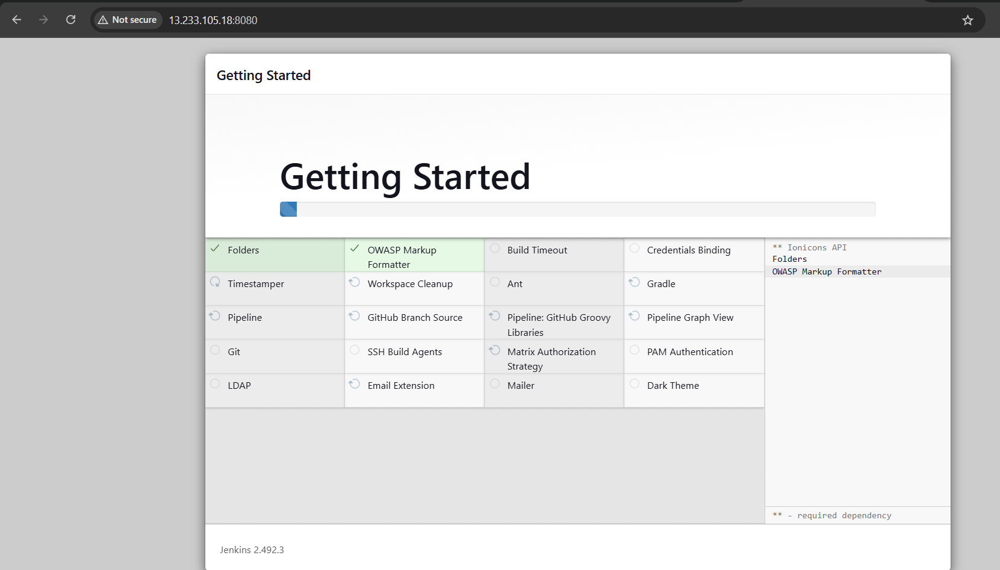 Not secure
13.233.105.18:8080
Getting Started
Getting Started
Folders
OWASP Markup
Formatter
Build Timeout
Credentials Binding
Timestamper
Workspace Cleanup
Ant
Gradle
Pipeline
GitHub Branch Source
Pipeline: GitHub Groovy
Libraries
Pipeline Graph View
Git
SSH Build Agents
Matrix Authorization
Strategy
PAM Authentication
LDAP
Email Extension
Mailer
Dark Theme
** Ionicons API
Folders
OWASP Markup Formatter
** - required dependency
Jenkins 2.492.3